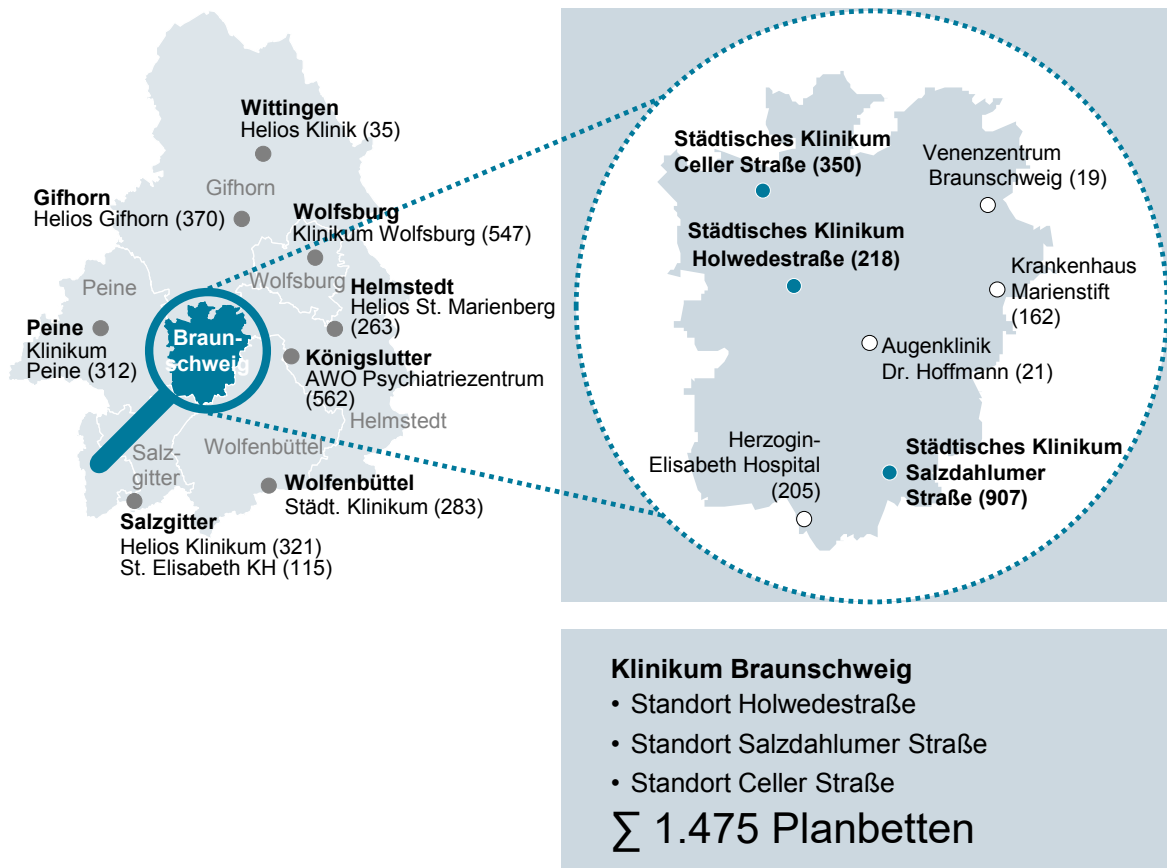 Wittingen
Helios Klinik (35)
Gifhorn
Gifhorn
Helios Gifhorn (370)
Wolfsburg
Klinikum Wolfsburg (547)
Wolfsburg
Peine
Helmstedt
Helios St. Marienberg
(263)
Peine
Klinikum
Peine (312)
Braun-
schweig
Königslutter
AWO Psychiatriezentrum
(562)
Helmstedt
Wolfenbüttel
Salz-
gitter
Wolfenbüttel
Städt. Klinikum (283)
Salzgitter
Helios Klinikum (321)
St. Elisabeth KH (115)
Städtisches Klinikum
Celler Straße (350)
Venenzentrum
Braunschweig (19)
Städtisches Klinikum
Holwedestraße (218)
Krankenhaus
Marienstift
(162)
Augenklinik
Dr. Hoffmann (21)
Herzogin-
Elisabeth Hospital
(205)
Städtisches Klinikum
Salzdahlumer
Straße (907)
Klinikum Braunschweig
• Standort Holwedestraße
• Standort Salzdahlumer Straße
• Standort Celler Straße
∑ 1.475 Planbetten